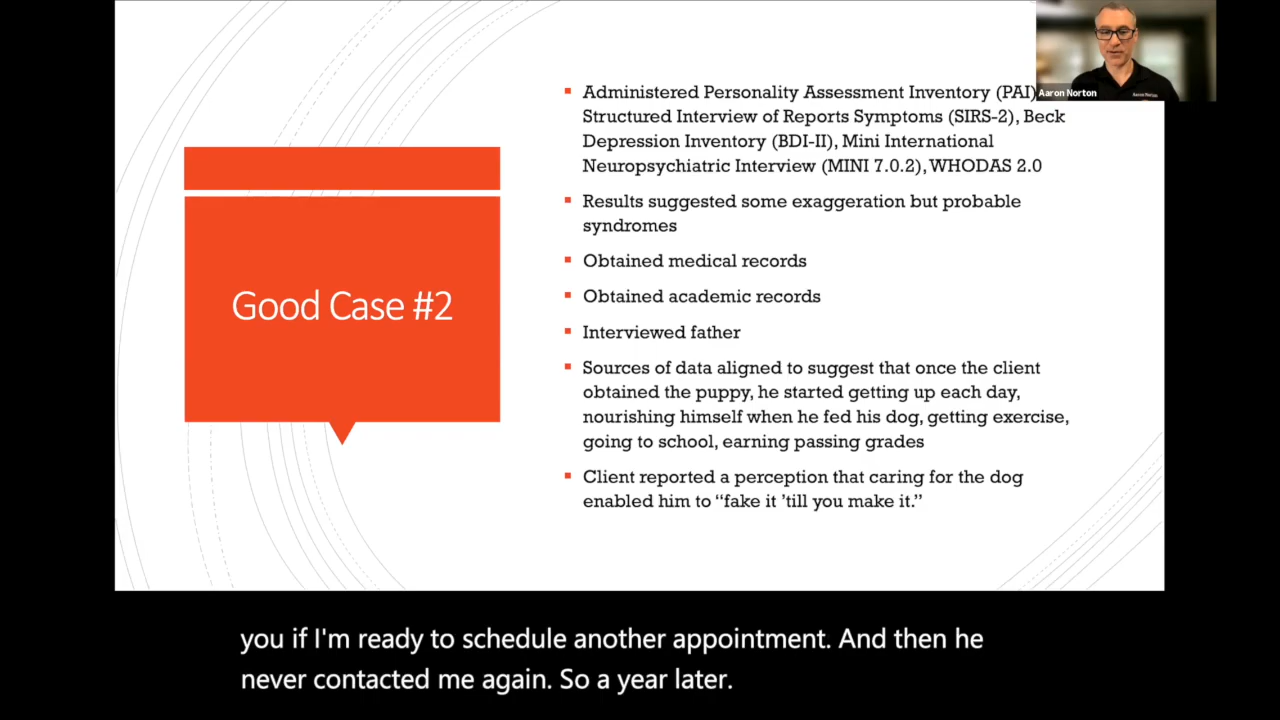 Good Case #2
▪ Administered Personality Assessment Inventory (PAI)
Structured Interview of Reports Symptoms (SIRS-2), Beck
Depression Inventory (BDI-II), Mini International
Neuropsychiatric Interview (MINI 7.0.2), WHODAS 2.0
▪ Results suggested some exaggeration but probable
syndromes
▪ Obtained medical records
▪ Obtained academic records
▪ Interviewed father
▪ Sources of data aligned to suggest that once the client
obtained the puppy, he started getting up each day,
nourishing himself when he fed his dog, getting exercise,
going to school, earning passing grades
▪ Client reported a perception that caring for the dog
enabled him to “fake it ’till you make it.”
Aaron Norton
Aaron Norton
you if I'm ready to schedule another appointment. And then he
never contacted me again. So a year later.